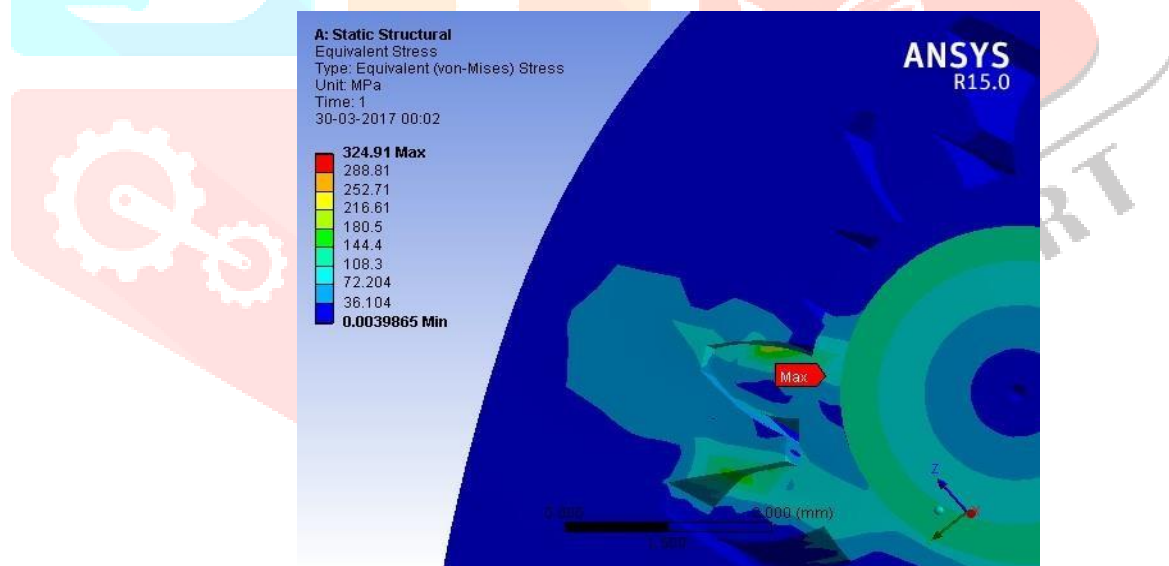 A: Static Structural
Equivalent Stress
Type: Equivalent (von-Mises) Stress
Unit: MPa
Time: 1
30-03-2017 00:02
324.91 Max
288.81
252.71
216.61
180.5
144.4
108.3
72.204
36.104
0.0039865 Min
ANSYS
R15.0
RT
Max
Z
(mm)